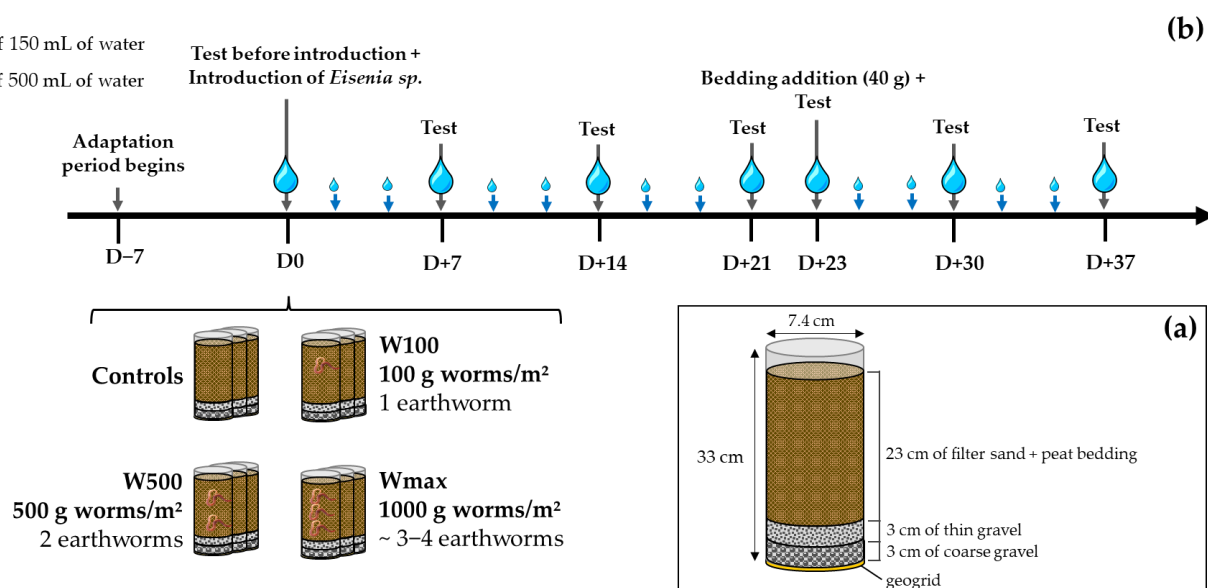 (b)
f 150 mL of water
f 500 mL of water
Test before introduction +
Introduction of Eisenia sp.
Bedding addition (40 g) +
Test
Adaptation
period begins
Test
Test
Test
Test
Test
D−7
D0
D+7
D+14
D+21
D+23
D+30
D+37
Controls
W100
100 g worms/m²
1 earthworm
W500
500 g worms/m²
2 earthworms
Wmax
1000 g worms/m²
~ 3–4 earthworms
(a)
7.4 cm
33 cm
23 cm of filter sand + peat bedding
3 cm of thin gravel
3 cm of coarse gravel
geogrid